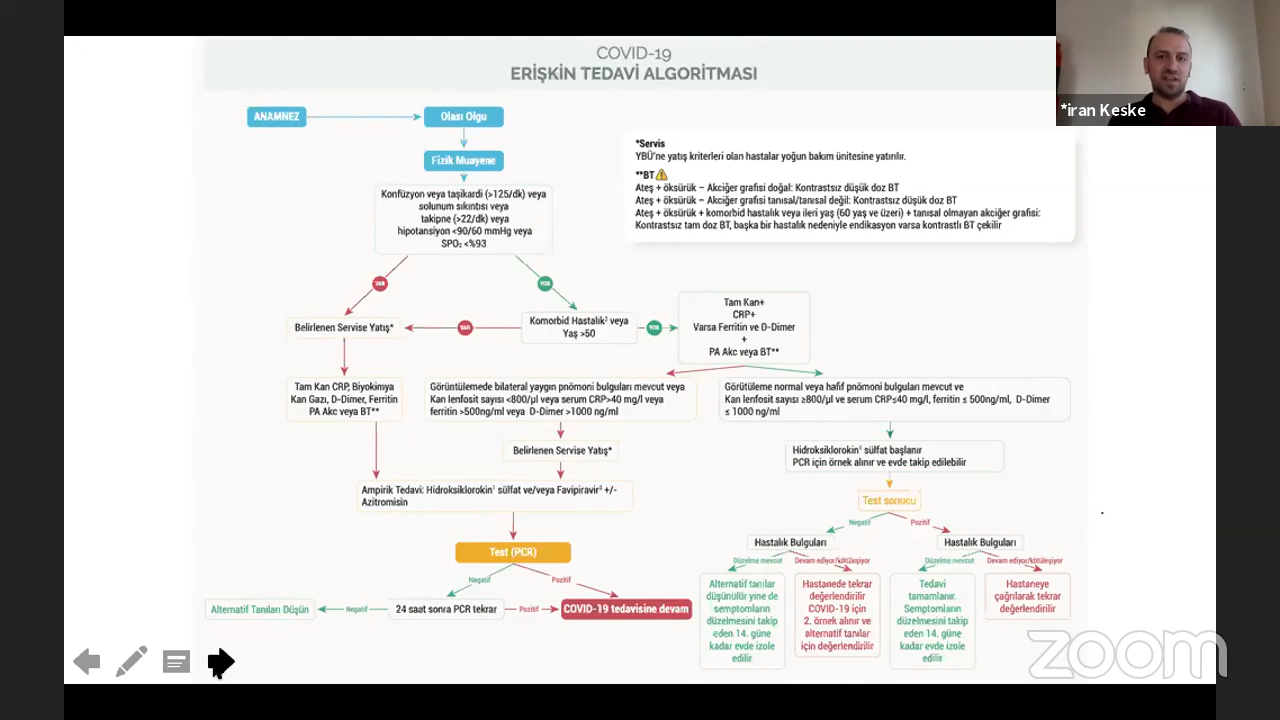 COVID-19
ERİŞKİN TEDAVİ ALGORİTMASI
*iran Keske
ANAMNEZ
Olası Olgu
Fizik Muayene
Konfüzyon veya taşikardi (>125/dk) veya
solunum sıkıntısı veya
takipne (>22/dk) veya
hipotansiyon <90/60 mmHg veya
SPO₂ <%93
*Servis
YBÜ'ne yatış kriterleri olan hastalar yoğun bakım ünitesine yatırılır.
**BT
Ateş + öksürük – Akciğer grafisi doğal: Kontrastsız düşük doz BT
Ateş + öksürük – Akciğer grafisi tanısal/tanısal değil: Kontrastsız düşük doz BT
Ateş + öksürük + komorbid hastalık veya ileri yaş (60 yaş ve üzeri) + tanısal olmayan akciğer grafisi:
Kontrastsız tam doz BT, başka bir hastalık nedeniyle endikasyon varsa kontrastlı BT çekilir
VAR
YOK
Belirlenen Servise Yatış*
VAR
Komorbid Hastalık² veya
Yaş >50
YOK
Tam Kan+
CRP+
Varsa Ferritin ve D-Dimer
+
PA Akc veya BT**
Tam Kan CRP, Biyokimya
Kan Gazı, D-Dimer, Ferritin
PA Akc veya BT**
Görüntülemede bilateral yaygın pnömoni bulguları mevcut veya
Kan lenfosit sayısı <800/µl veya serum CRP>40 mg/l veya
ferritin >500ng/ml veya D-Dimer >1000 ng/ml
Görütüleme normal veya hafif pnömoni bulguları mevcut ve
Kan lenfosit sayısı ≥800/µl ve serum CRP≤40 mg/l, ferritin ≤ 500ng/ml, D-Dimer
≤ 1000 ng/ml
Belirlenen Servise Yatış*
Hidroksiklorokin¹ sülfat başlanır
PCR için örnek alınır ve evde takip edilebilir
Ampirik Tedavi: Hidroksiklorokin¹ sülfat ve/veya Favipiravir³ +/-
Azitromisin
Test sonucu
Negatif
Pozitif
Test (PCR)
Negatif
Pozitif
Hastalık Bulguları
Hastalık Bulguları
Düzelme mevcut
Devam ediyor/kötüleşiyor
Düzelme mevcut
Devam ediyor/kötüleşiyor
Alternatif Tanıları Düşün
Negatif
24 saat sonra PCR tekrar
Pozitif
COVID-19 tedavisine devam
Alternatif tanılar
düşünülür yine de
semptomların
düzelmesini takip
eden 14. güne
kadar evde izole
edilir
Hastanede tekrar
değerlendirilir
COVID-19 için
2. örnek alınır ve
alternatif tanılar
için değerlendirilir
Tedavi
tamamlanır.
Semptomların
düzelmesini takip
eden 14. güne
kadar evde izole
edilir
Hastaneye
çağrılarak tekrar
değerlendirilir
zoom